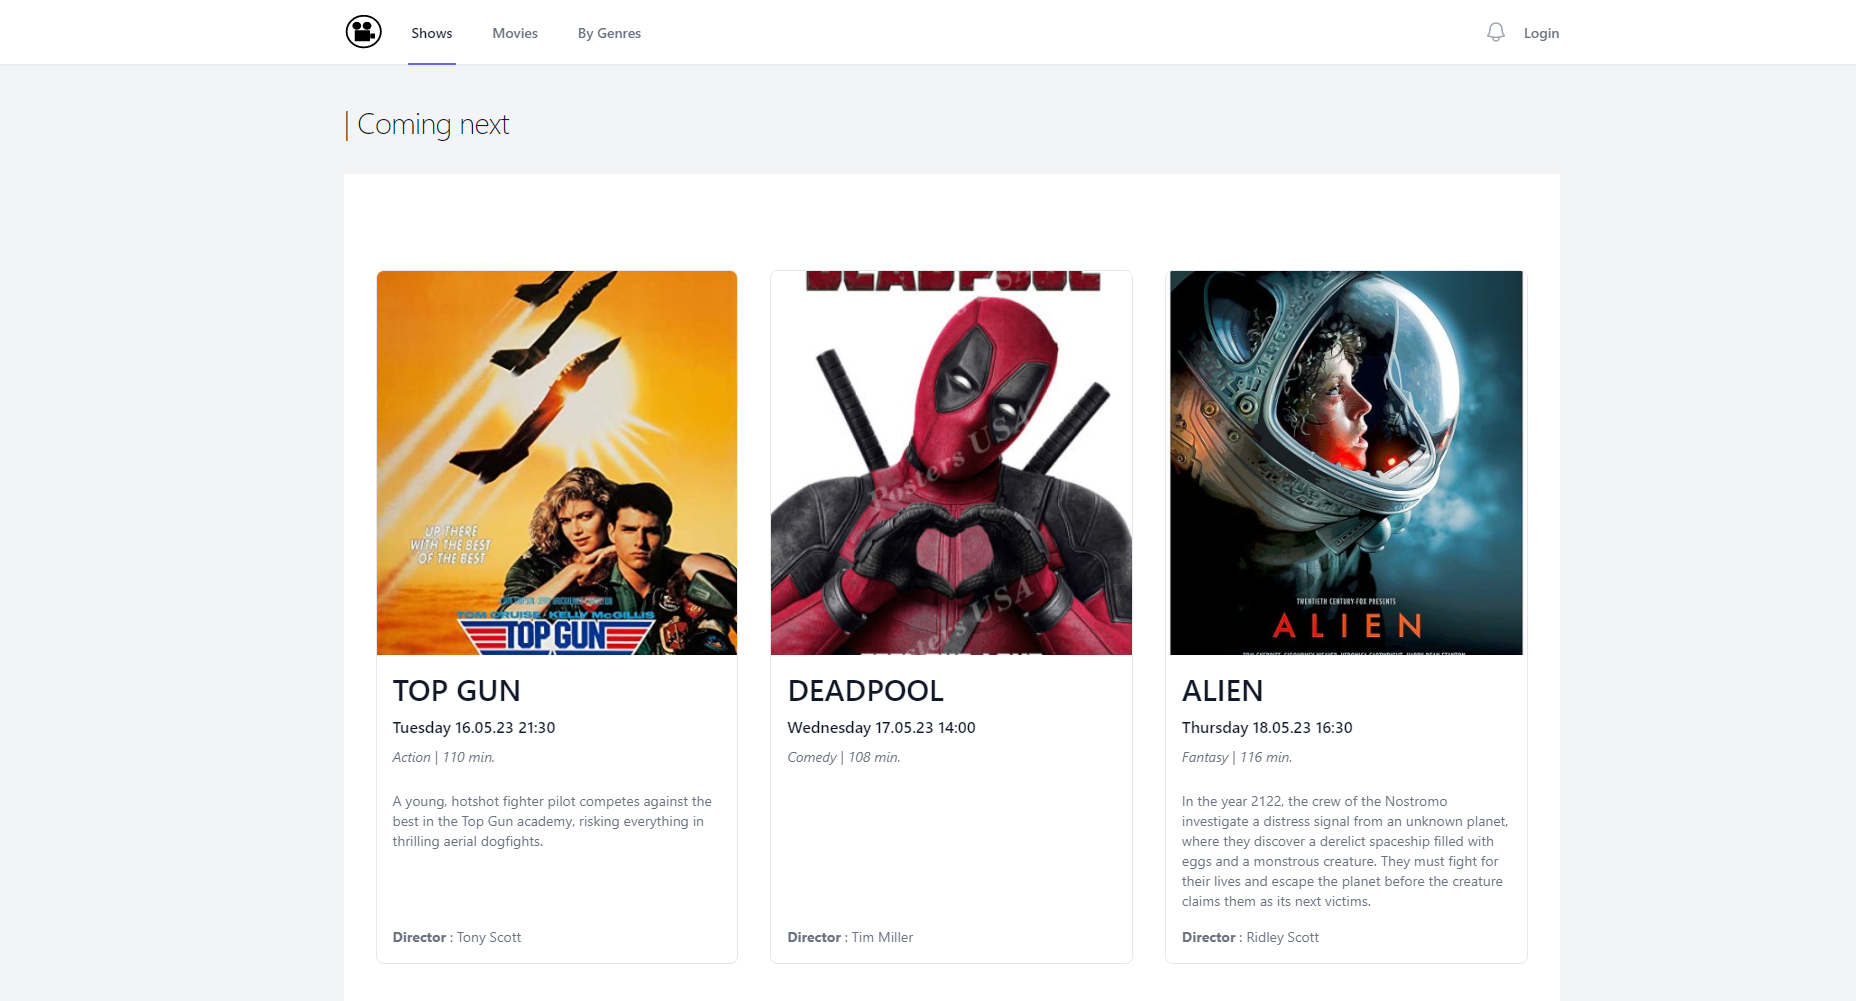 Shows
Movies
By Genres
Login
Coming next
UP THERE
WITH THE BEST
OF THE BEST
TOM CRUISE KELLY McGILLIS
TOP GUN
DEADPOOL
Posters USA
Posters USA
TWENTIETH CENTURY-FOX PRESENTS
ALIEN
TOP GUN
Tuesday 16.05.23 21:30
Action | 110 min.
A young, hotshot fighter pilot competes against the
best in the Top Gun academy, risking everything in
thrilling aerial dogfights.
Director : Tony Scott
DEADPOOL
Wednesday 17.05.23 14:00
Comedy | 108 min.
Director : Tim Miller
ALIEN
Thursday 18.05.23 16:30
Fantasy | 116 min.
In the year 2122, the crew of the Nostromo
investigate a distress signal from an unknown planet,
where they discover a derelict spaceship filled with
eggs and a monstrous creature. They must fight for
their lives and escape the planet before the creature
claims them as its next victims.
Director : Ridley Scott